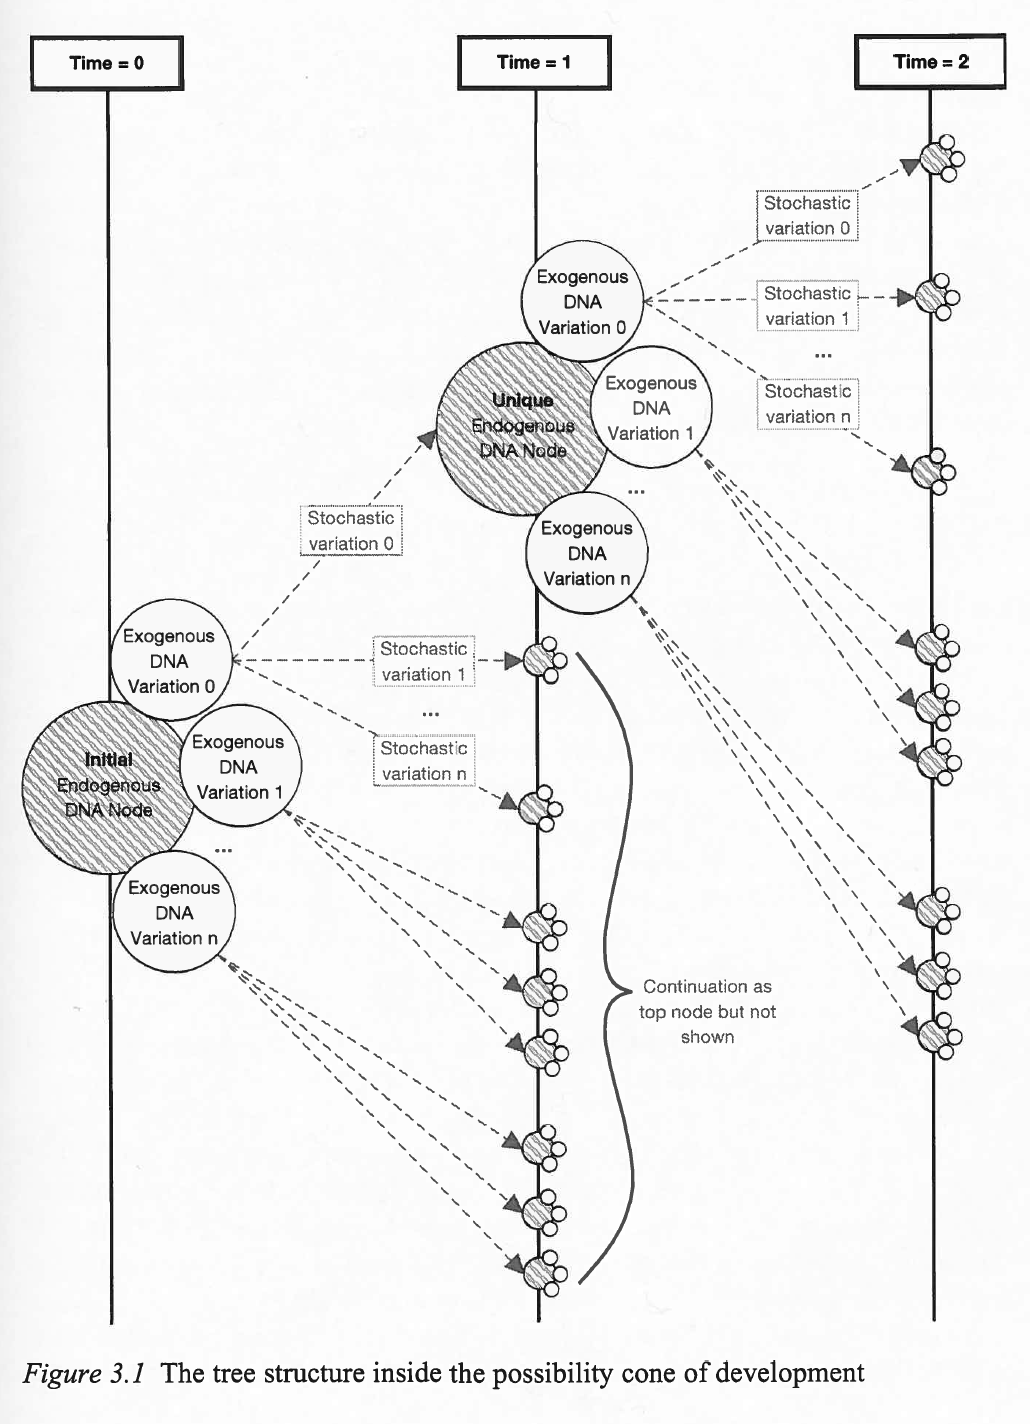 Time = 0
Time = 1
Time = 2
Stochastic
variation 0
Exogenous
DNA
Variation 0
Stochastic
variation 1
...
Exogenous
DNA
Variation 1
Stochastic
variation n
Unique
Endogenous
DNA Node
...
Exogenous
DNA
Variation n
Stochastic
variation 0
Exogenous
DNA
Variation 0
Stochastic
variation 1
...
Stochastic
variation n
Initial
Endogenous
DNA Node
Exogenous
DNA
Variation 1
...
Exogenous
DNA
Variation n
Continuation as
top node but not
shown
Figure 3.1 The tree structure inside the possibility cone of development